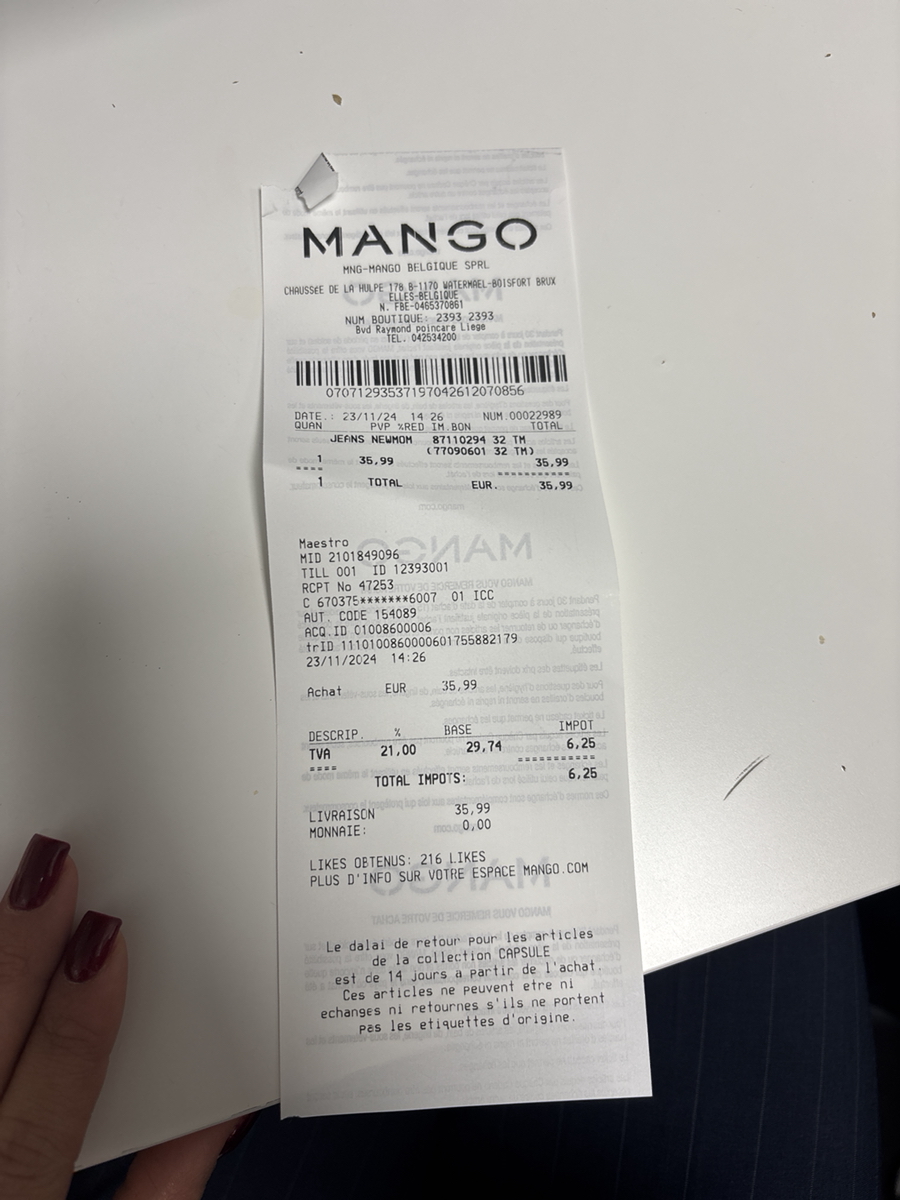 MANGO
MNG-MANGO BELGIQUE SPRL
CHAUSSéE DE LA HULPE 178 B-1170 WATERMAEL-BOISFORT BRUX
ELLES-BELGIQUE
N. FBE-0465370861
NUM BOUTIQUE: 2393 2393
Bvd Raymond poincare Liege
TEL. 042534200
07071293537197042612070856
DATE.: 23/11/24 14 26 NUM.00022989
QUAN PVP %RED IM.BON TOTAL
JEANS NEWMOM 87110294 32 TM
(77090601 32 TM)
1 35,99 35,99
==== ===========
1 TOTAL EUR. 35,99
Maestro
MID 2101849096
TILL 001 ID 12393001
RCPT No 47253
C 670375*******6007 01 ICC
AUT. CODE 154089
ACQ.ID 01008600006
trID 1110100860000601755882179
23/11/2024 14:26
Achat EUR 35,99
DESCRIP. % BASE IMPOT
TVA 21,00 29,74 6,25
==== ===========
TOTAL IMPOTS: 6,25
LIVRAISON 35,99
MONNAIE: 0,00
LIKES OBTENUS: 216 LIKES
PLUS D'INFO SUR VOTRE ESPACE MANGO.COM
Le dalai de retour pour les articles
de la collection CAPSULE
est de 14 jours a partir de l'achat.
Ces articles ne peuvent etre ni
echanges ni retournes s'ils ne portent
pas les etiquettes d'origine.